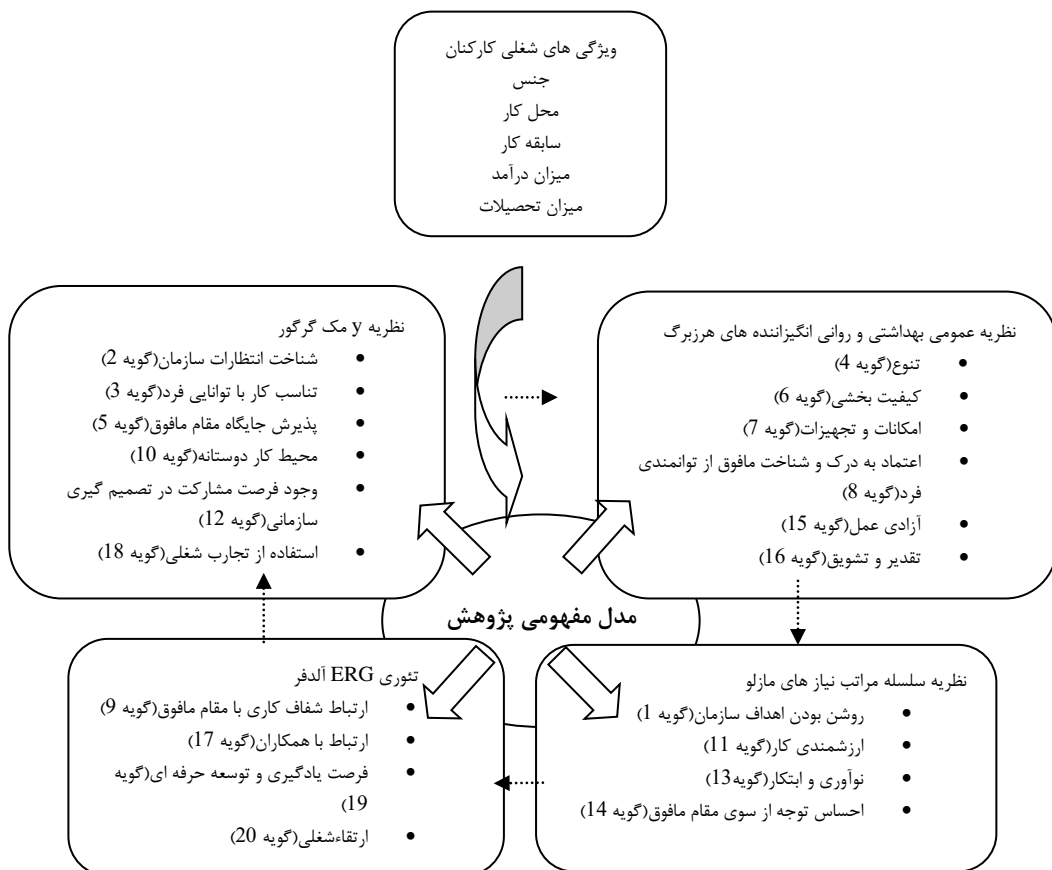 ویژگی های شغلی کارکنان
جنس
محل کار
سابقه کار
میزان درآمد
میزان تحصیلات
نظریه عمومی بهداشتی و روانی انگیزاننده های هرزبرگ
• تنوع(گویه 4)
• کیفیت بخشی(گویه 6)
• امکانات و تجهیزات(گویه 7)
• اعتماد به درک و شناخت مافوق از توانمندی
فرد(گویه 8)
• آزادی عمل(گویه 15)
• تقدیر و تشویق(گویه 16)
نظریه y مک گرگور
• شناخت انتظارات سازمان(گویه 2)
• تناسب کار با توانایی فرد(گویه 3)
• پذیرش جایگاه مقام مافوق(گویه 5)
• محیط کار دوستانه(گویه 10)
• وجود فرصت مشارکت در تصمیم گیری
سازمانی(گویه 12)
• استفاده از تجارب شغلی(گویه 18)
مدل مفهومی پژوهش
نظریه سلسله مراتب نیاز های مازلو
• روشن بودن اهداف سازمان(گویه 1)
• ارزشمندی کار(گویه 11)
• نوآوری و ابتکار(گویه13)
• احساس توجه از سوی مقام مافوق(گویه 14)
تئوری ERG آلدفر
• ارتباط شفاف کاری با مقام مافوق(گویه 9)
• ارتباط با همکاران(گویه 17)
• فرصت یادگیری و توسعه حرفه ای(گویه
19)
• ارتقاءشغلی(گویه 20)